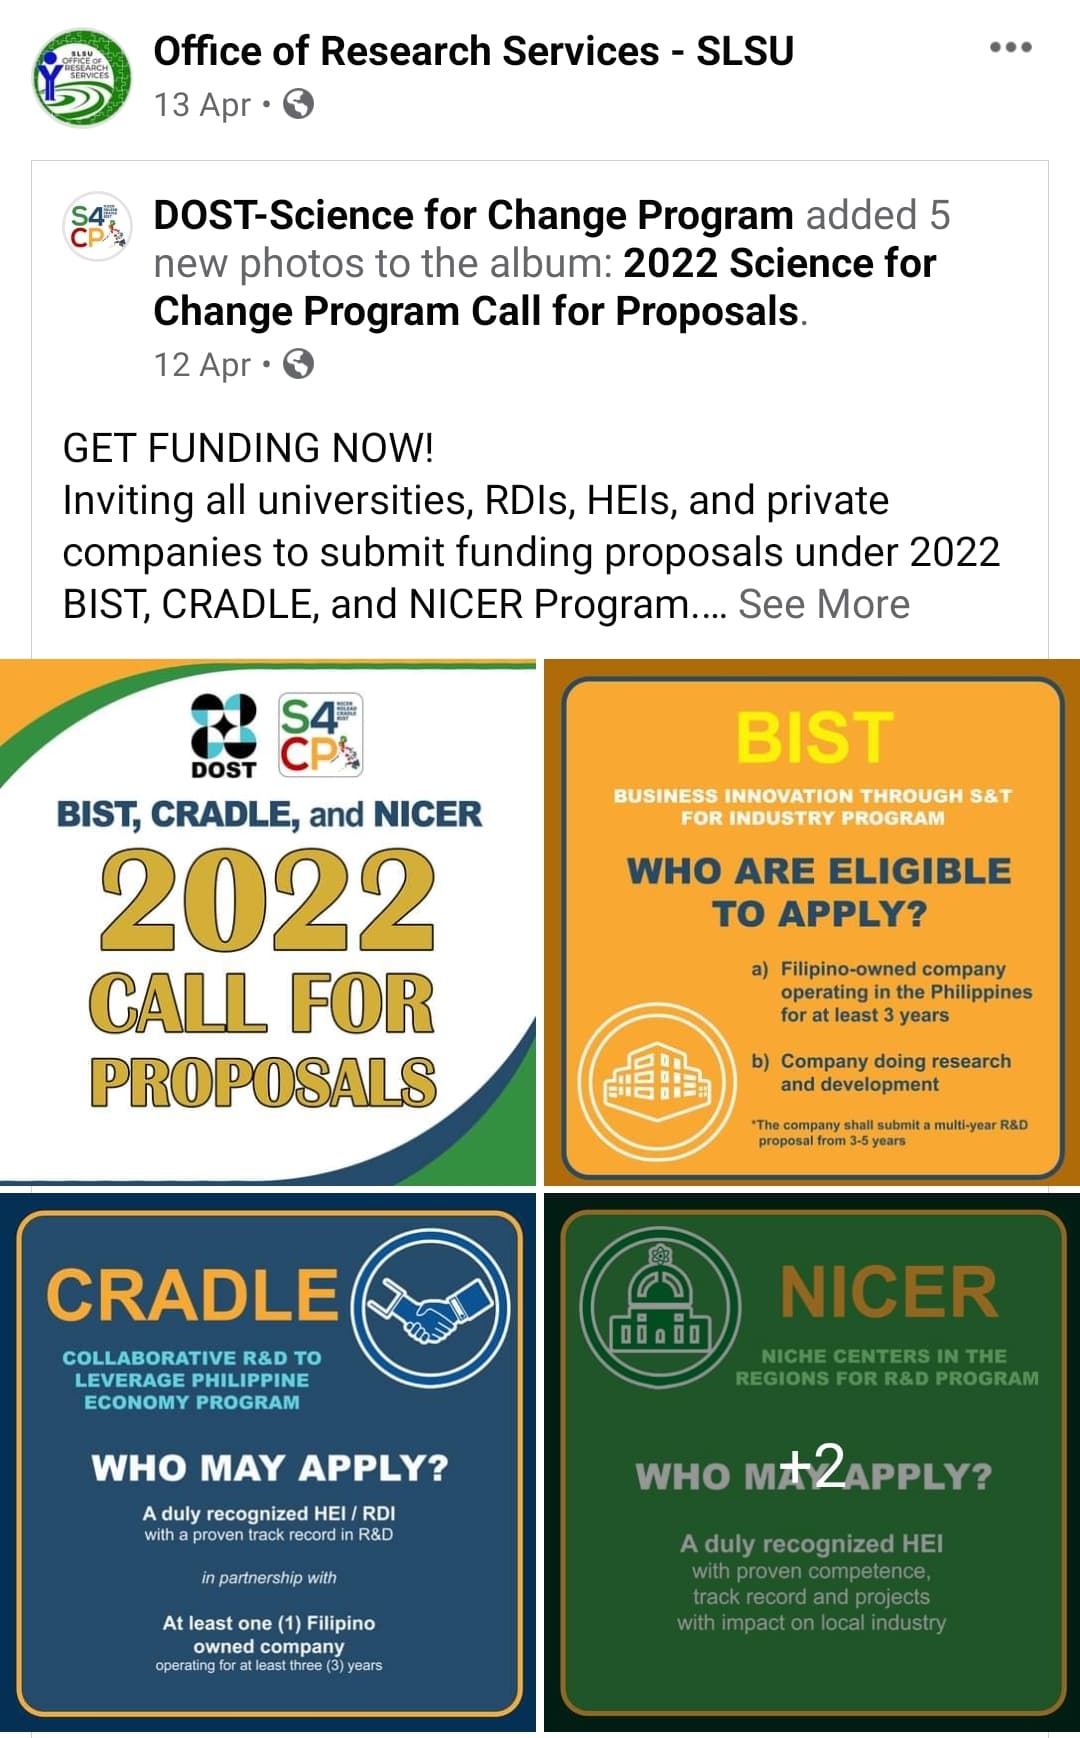 SLSU
OFFICE OF
RESEARCH
SERVICES
Office of Research Services - SLSU
13 Apr •
S4
CP
DOST-Science for Change Program added 5
new photos to the album: 2022 Science for
Change Program Call for Proposals.
12 Apr •
GET FUNDING NOW!
Inviting all universities, RDIs, HEIs, and private
companies to submit funding proposals under 2022
BIST, CRADLE, and NICER Program.... See More
DOST
S4
CP
BIST, CRADLE, and NICER
2022
CALL FOR
PROPOSALS
BIST
BUSINESS INNOVATION THROUGH S&T
FOR INDUSTRY PROGRAM
WHO ARE ELIGIBLE
TO APPLY?
a) Filipino-owned company
operating in the Philippines
for at least 3 years
b) Company doing research
and development
*The company shall submit a multi-year R&D
proposal from 3-5 years
CRADLE
COLLABORATIVE R&D TO
LEVERAGE PHILIPPINE
ECONOMY PROGRAM
WHO MAY APPLY?
A duly recognized HEI / RDI
with a proven track record in R&D
in partnership with
At least one (1) Filipino
owned company
operating for at least three (3) years
NICER
NICHE CENTERS IN THE
REGIONS FOR R&D PROGRAM
WHO MAY APPLY?
+2
A duly recognized HEI
with proven competence,
track record and projects
with impact on local industry